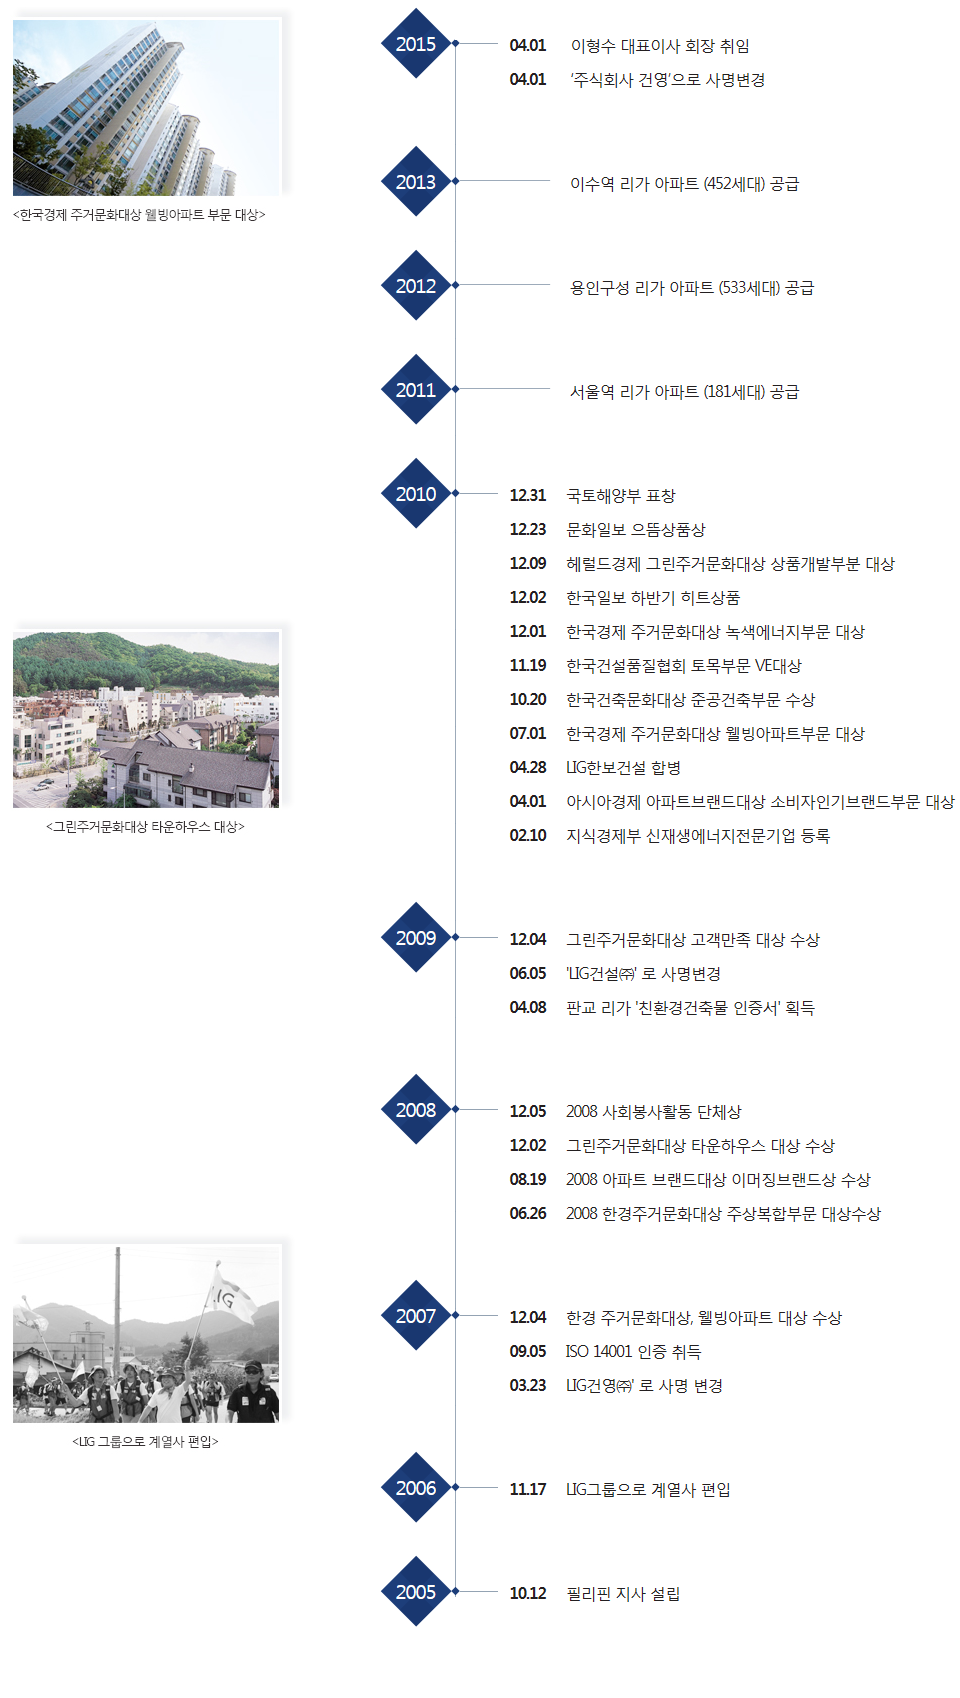 2015
04.01 이형수 대표이사 회장 취임
04.01 '주식회사 건영'으로 사명변경
<한국경제 주거문화대상 웰빙아파트 부문 대상>
2013
이수역 리가 아파트 (452세대) 공급
2012
용인구성 리가 아파트 (533세대) 공급
2011
서울역 리가 아파트 (181세대) 공급
2010
12.31 국토해양부 표창
12.23 문화일보 으뜸상품상
12.09 헤럴드경제 그린주거문화대상 상품개발부분 대상
12.02 한국일보 하반기 히트상품
12.01 한국경제 주거문화대상 녹색에너지부문 대상
11.19 한국건설품질협회 토목부문 VE대상
10.20 한국건축문화대상 준공건축부문 수상
07.01 한국경제 주거문화대상 웰빙아파트부문 대상
04.28 LIG한보건설 합병
04.01 아시아경제 아파트브랜드대상 소비자인기브랜드부문 대상
02.10 지식경제부 신재생에너지전문기업 등록
<그린주거문화대상 타운하우스 대상>
2009
12.04 그린주거문화대상 고객만족 대상 수상
06.05 'LIG건설㈜' 로 사명변경
04.08 판교 리가 '친환경건축물 인증서' 획득
2008
12.05 2008 사회봉사활동 단체상
12.02 그린주거문화대상 타운하우스 대상 수상
08.19 2008 아파트 브랜드대상 이머징브랜드상 수상
06.26 2008 한경주거문화대상 주상복합부문 대상수상
LIG
2007
12.04 한경 주거문화대상, 웰빙아파트 대상 수상
09.05 ISO 14001 인증 취득
03.23 LIG건영㈜' 로 사명 변경
<LIG 그룹으로 계열사 편입>
2006
11.17 LIG그룹으로 계열사 편입
2005
10.12 필리핀 지사 설립